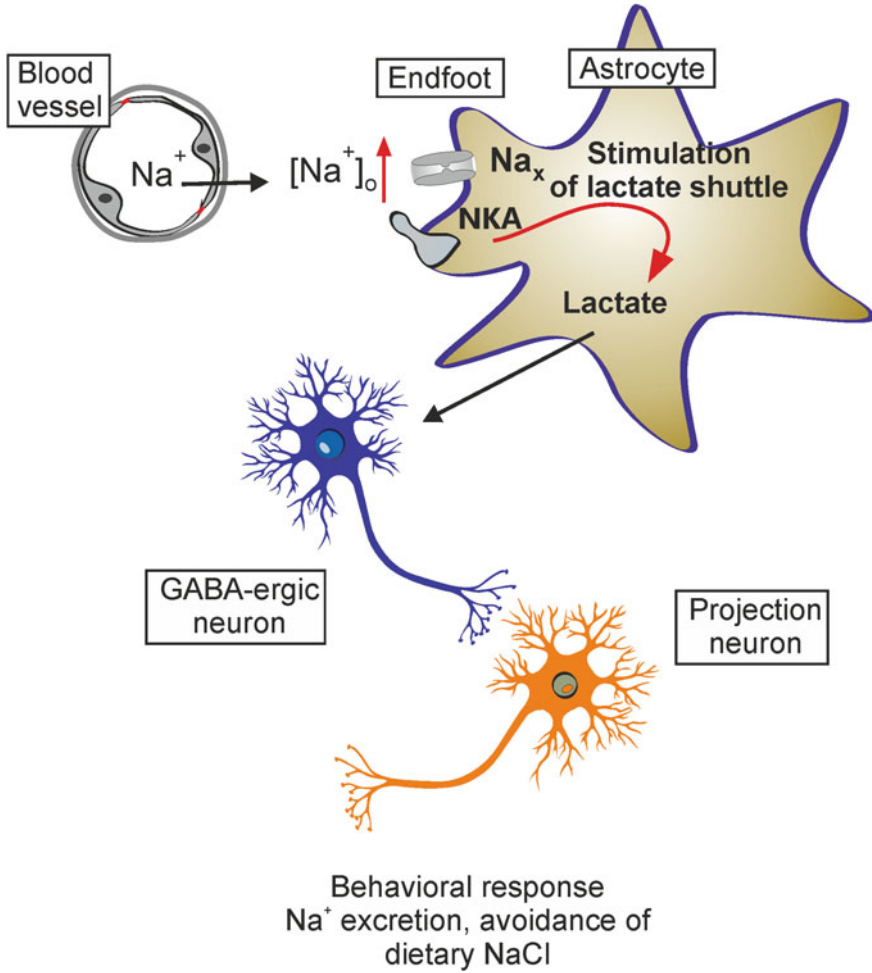 Blood
vessel
Endfoot
Astrocyte
Na⁺
[Na⁺]ₒ
Naₓ
Stimulation
of lactate shuttle
NKA
Lactate
GABA-ergic
neuron
Projection
neuron
Behavioral response
Na⁺ excretion, avoidance of
dietary NaCl